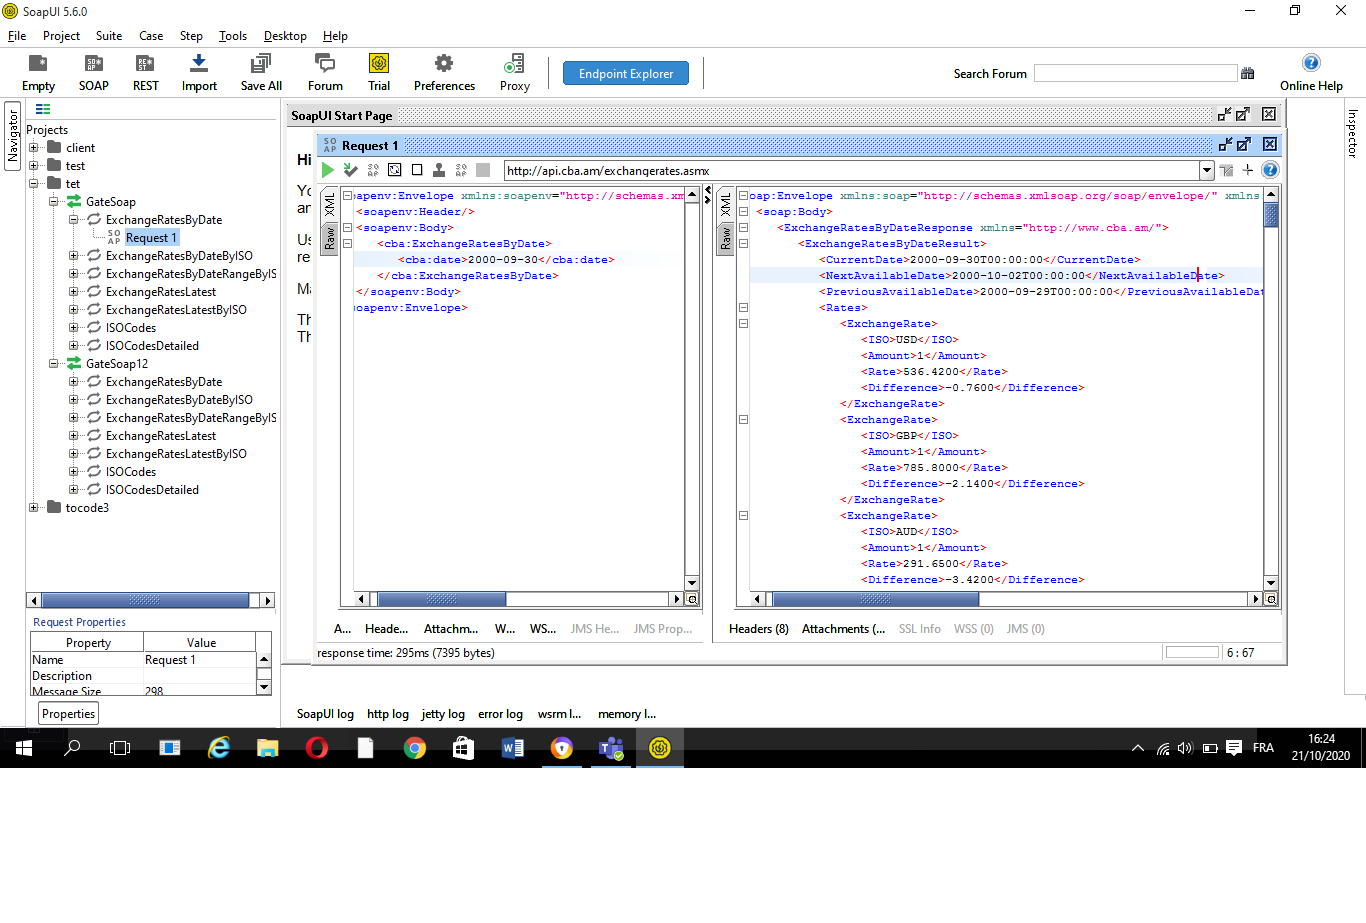 SoapUI 5.6.0
File Project Suite Case Step Tools Desktop Help
Empty SOAP REST Import Save All Forum Trial Preferences Proxy Endpoint Explorer Search Forum Online Help
Navigator
Projects
client
test
tet
GateSoap
ExchangeRatesByDate
SO AP Request 1
ExchangeRatesByDateByISO
ExchangeRatesByDateRangeByIS
ExchangeRatesLatest
ExchangeRatesLatestByISO
ISOCodes
ISOCodesDetailed
GateSoap12
ExchangeRatesByDate
ExchangeRatesByDateByISO
ExchangeRatesByDateRangeByIS
ExchangeRatesLatest
ExchangeRatesLatestByISO
ISOCodes
ISOCodesDetailed
tocode3
Request Properties
Property Value
Name Request 1
Description
Message Size 298
Properties
SoapUI Start Page
Hi
Yo
an
Us
re
Ma
Th
Th
SO AP Request 1
http://api.cba.am/exchangerates.asmx
XML
Raw
oapenv:Envelope xmlns:soapenv="http://schemas.xm
<soapenv:Header/>
<soapenv:Body>
<cba:ExchangeRatesByDate>
<cba:date>2000-09-30</cba:date>
</cba:ExchangeRatesByDate>
</soapenv:Body>
oapenv:Envelope>
XML
Raw
oap:Envelope xmlns:soap="http://schemas.xmlsoap.org/soap/envelope/" xmlns
<soap:Body>
<ExchangeRatesByDateResponse xmlns="http://www.cba.am/">
<ExchangeRatesByDateResult>
<CurrentDate>2000-09-30T00:00:00</CurrentDate>
<NextAvailableDate>2000-10-02T00:00:00</NextAvailableDate>
<PreviousAvailableDate>2000-09-29T00:00:00</PreviousAvailableDat
<Rates>
<ExchangeRate>
<ISO>USD</ISO>
<Amount>1</Amount>
<Rate>536.4200</Rate>
<Difference>-0.7600</Difference>
</ExchangeRate>
<ExchangeRate>
<ISO>GBP</ISO>
<Amount>1</Amount>
<Rate>785.8000</Rate>
<Difference>-2.1400</Difference>
</ExchangeRate>
<ExchangeRate>
<ISO>AUD</ISO>
<Amount>1</Amount>
<Rate>291.6500</Rate>
<Difference>-3.4200</Difference>
A... Heade... Attachm... W... WS... JMS He... JMS Prop...
Headers (8) Attachments (... SSL Info WSS (0) JMS (0)
response time: 295ms (7395 bytes)
6 : 67
Inspector
SoapUI log http log jetty log error log wsrm l... memory l...
FRA
16:24
21/10/2020